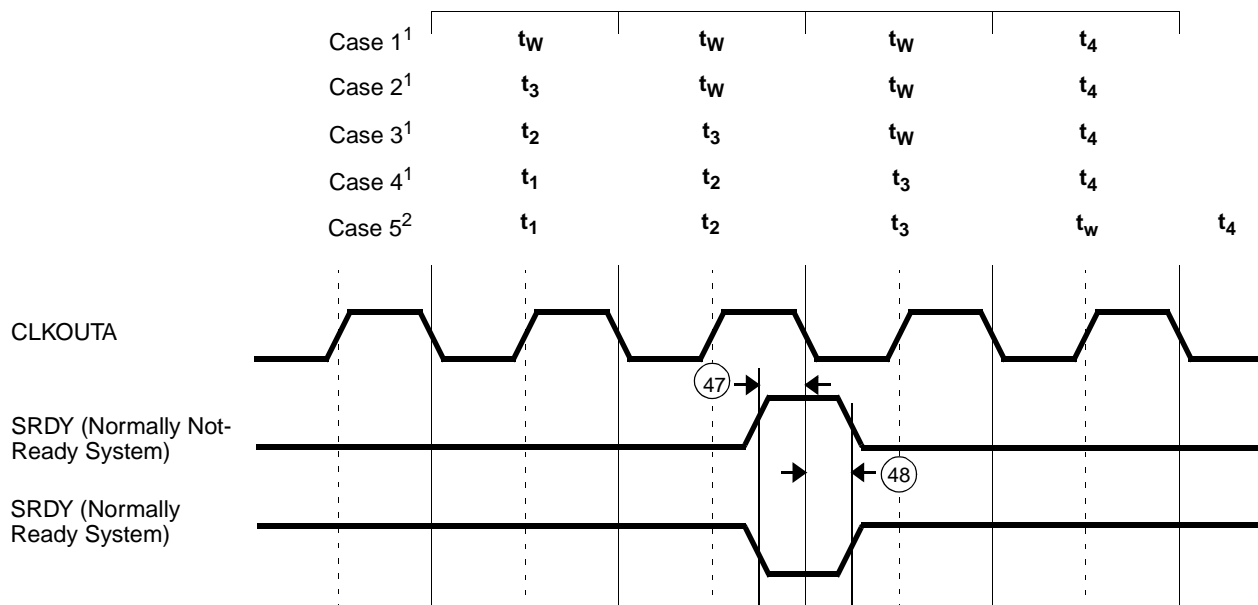 Case 1¹ tW tW tW t4
Case 2¹ t3 tW tW t4
Case 3¹ t2 t3 tW t4
Case 4¹ t1 t2 t3 t4
Case 5² t1 t2 t3 tw t4
CLKOUTA
47
SRDY (Normally Not-
Ready System)
48
SRDY (Normally
Ready System)